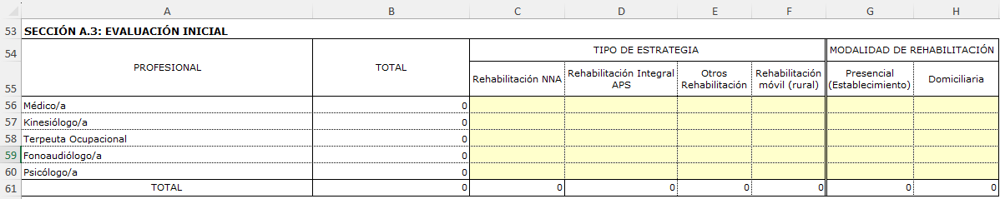 A B C D E F G H
53 SECCIÓN A.3: EVALUACIÓN INICIAL
54 PROFESIONAL TOTAL TIPO DE ESTRATEGIA MODALIDAD DE REHABILITACIÓN
55 Rehabilitación NNA Rehabilitación Integral APS Otros Rehabilitación Rehabilitación móvil (rural) Presencial (Establecimiento) Domiciliaria
56 Médico/a 0
57 Kinesiólogo/a 0
58 Terpeuta Ocupacional 0
59 Fonoaudiólogo/a 0
60 Psicólogo/a 0
61 TOTAL 0 0 0 0 0 0 0